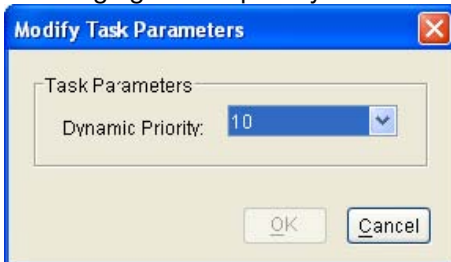 Modify Task Parameters
Task Parameters
Dynamic Priority: 10
OK Cancel